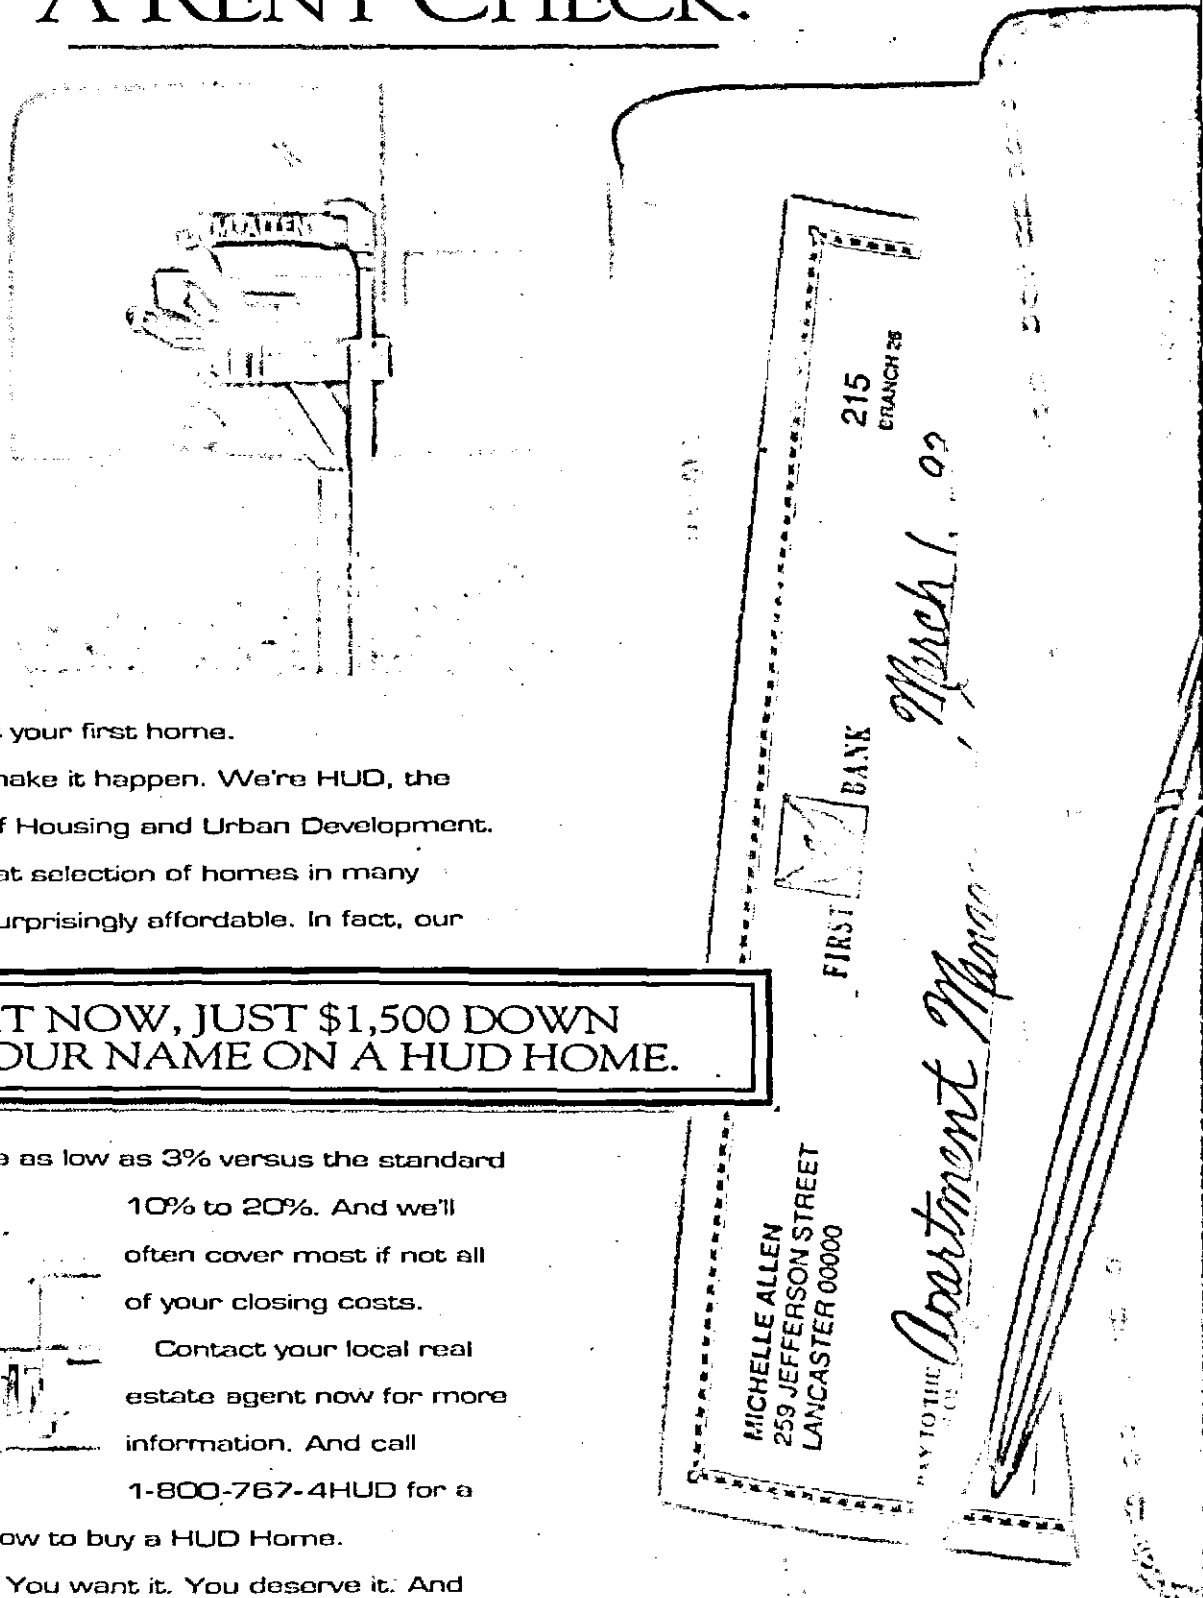 A RENT CHECK.
M. ALLEN
your first home.
make it happen. We're HUD, the
f Housing and Urban Development.
at selection of homes in many
urprisingly affordable. In fact, our
T NOW, JUST $1,500 DOWN
OUR NAME ON A HUD HOME.
e as low as 3% versus the standard
10% to 20%. And we'll
often cover most if not all
of your closing costs.
Contact your local real
estate agent now for more
information. And call
1-800-767-4HUD for a
ow to buy a HUD Home.
You want it. You deserve it. And
MICHELLE ALLEN
259 JEFFERSON STREET
LANCASTER 00000
FIRST BANK
215
BRANCH 26
March 1,
PAY TO THE
Apartment